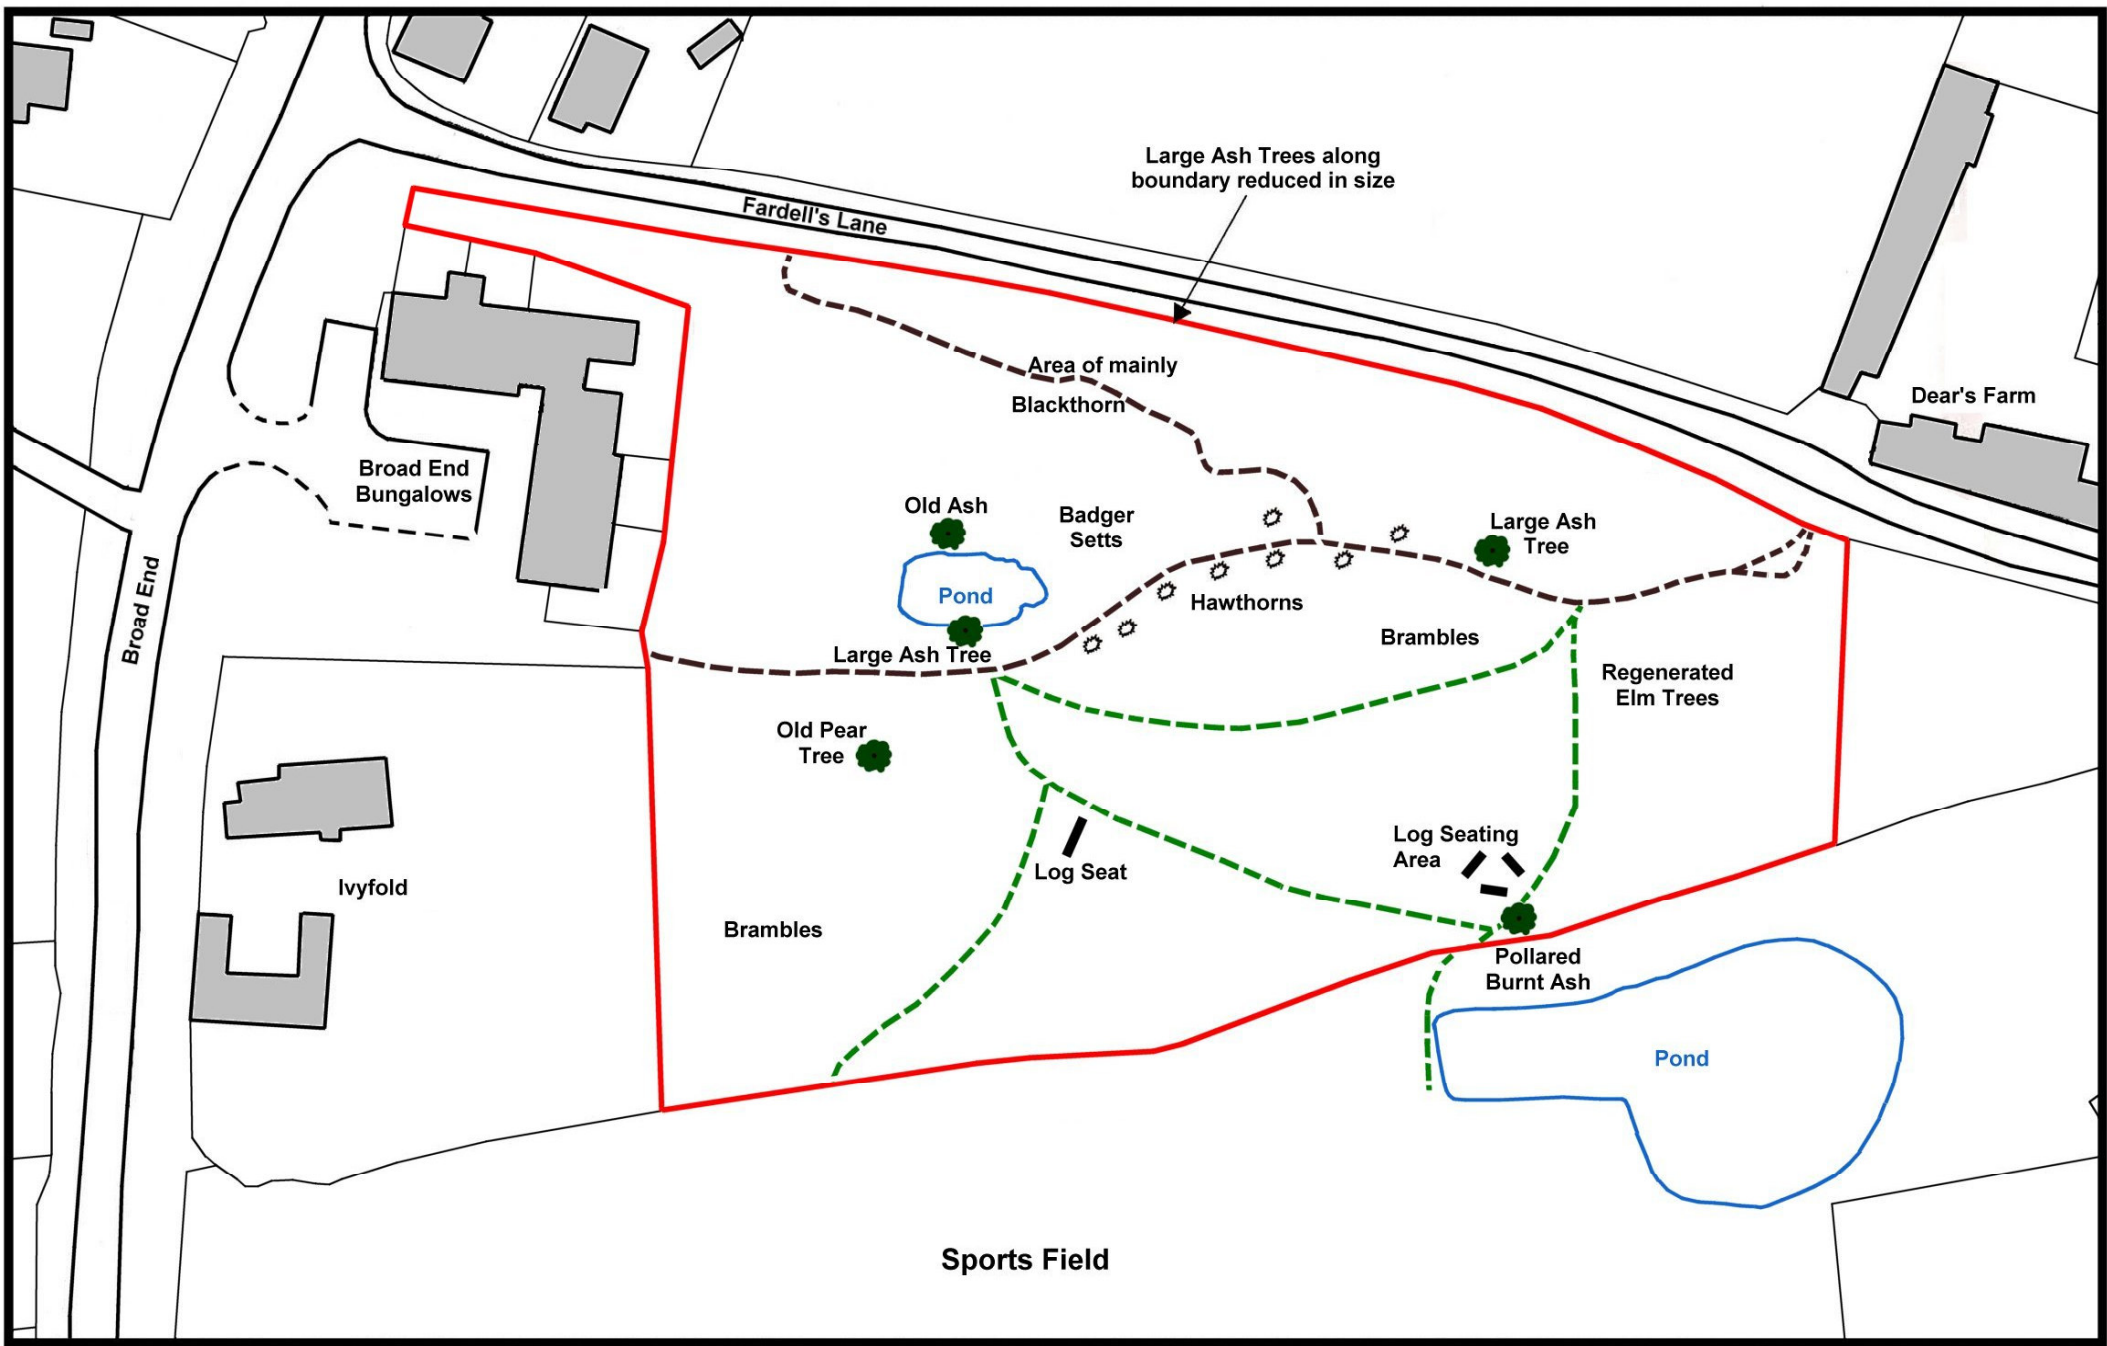 Large Ash Trees along
boundary reduced in size
Fardell's Lane
Area of mainly
Blackthorn
Dear's Farm
Broad End
Bungalows
Old Ash
Badger
Setts
Large Ash
Tree
Pond
Hawthorns
Broad End
Large Ash Tree
Brambles
Regenerated
Elm Trees
Old Pear
Tree
Log Seating
Area
Log Seat
Ivyfold
Brambles
Pollared
Burnt Ash
Pond
Sports Field